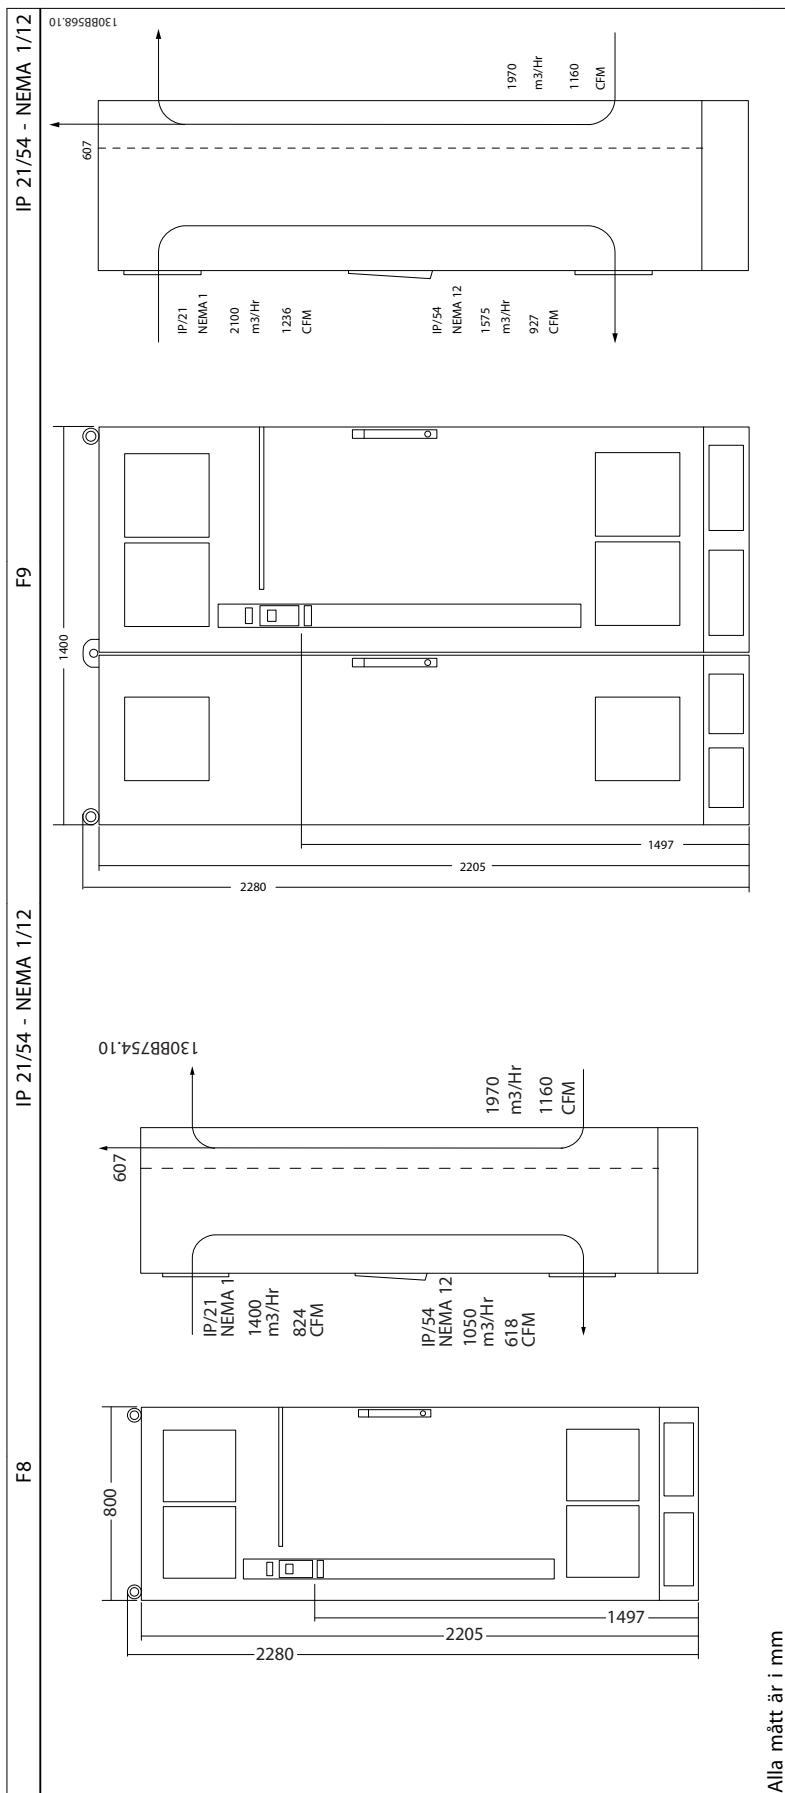 F8
IP 21/54 - NEMA 1/12
F9
IP 21/54 - NEMA 1/12
800
2280
2205
1497
IP/21
NEMA 1
1400
m3/Hr
824
CFM
IP/54
NEMA 12
1050
m3/Hr
618
CFM
607
1970
m3/Hr
1160
CFM
130BB754.10
1400
2280
2205
1497
IP/21
NEMA 1
2100
m3/Hr
1236
CFM
IP/54
NEMA 12
1575
m3/Hr
927
CFM
607
1970
m3/Hr
1160
CFM
130BB568.10
Alla mått är i mm